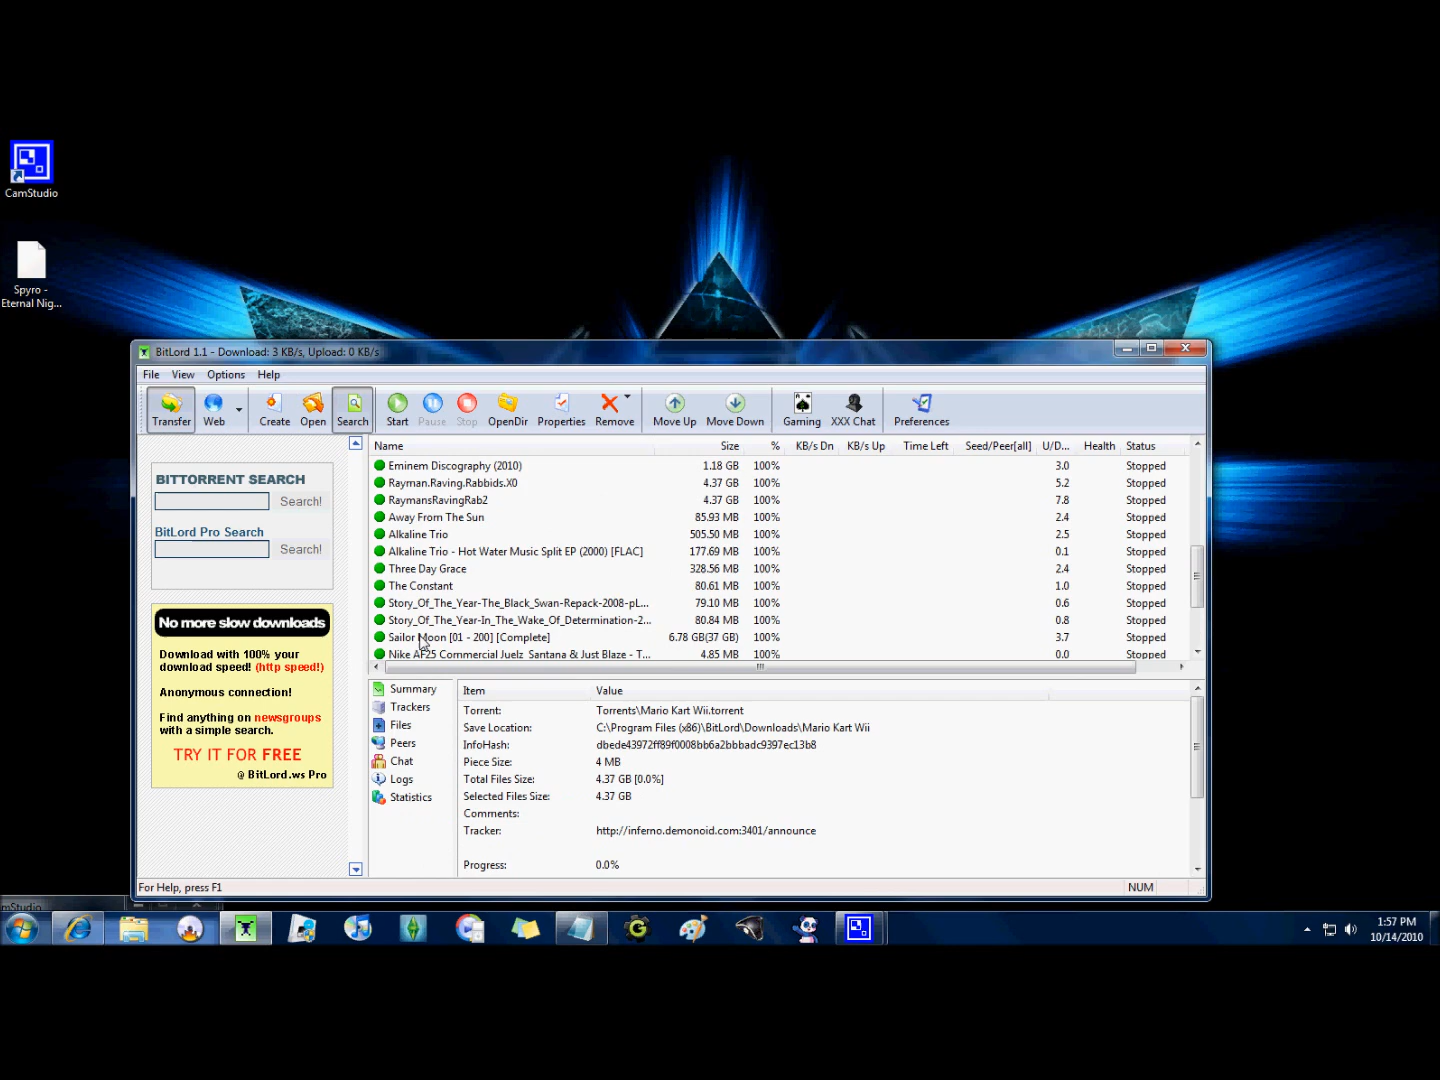 CamStudio
Spyro -
Eternal Nig...
BitLord 1.1 - Download: 3 KB/s, Upload: 0 KB/s
File View Options Help
Transfer Web Create Open Search Start Pause Stop OpenDir Properties Remove Move Up Move Down Gaming XXX Chat Preferences
BITTORRENT SEARCH
Search!
BitLord Pro Search
Search!
No more slow downloads
Download with 100% your
download speed! (http speed!)
Anonymous connection!
Find anything on newsgroups
with a simple search.
TRY IT FOR FREE
@ BitLord.ws Pro
Name Size % KB/s Dn KB/s Up Time Left Seed/Peer[all] U/D... Health Status
Eminem Discography (2010) 1.18 GB 100% 3.0 Stopped
Rayman.Raving.Rabbids.X0 4.37 GB 100% 5.2 Stopped
RaymansRavingRab2 4.37 GB 100% 7.8 Stopped
Away From The Sun 85.93 MB 100% 2.4 Stopped
Alkaline Trio 505.50 MB 100% 2.5 Stopped
Alkaline Trio - Hot Water Music Split EP (2000) [FLAC] 177.69 MB 100% 0.1 Stopped
Three Day Grace 328.56 MB 100% 2.4 Stopped
The Constant 80.61 MB 100% 1.0 Stopped
Story_Of_The_Year-The_Black_Swan-Repack-2008-pL... 79.10 MB 100% 0.6 Stopped
Story_Of_The_Year-In_The_Wake_Of_Determination-2... 80.84 MB 100% 0.8 Stopped
Sailor Moon [01 - 200] [Complete] 6.78 GB(37 GB) 100% 3.7 Stopped
Nike AF25 Commercial Juelz Santana & Just Blaze - T... 4.85 MB 100% 0.0 Stopped
Summary
Trackers
Files
Peers
Chat
Logs
Statistics
Item Value
Torrent: Torrents\Mario Kart Wii.torrent
Save Location: C:\Program Files (x86)\BitLord\Downloads\Mario Kart Wii
InfoHash: dbede43972ff89f0008bb6a2bbbadc9397ec13b8
Piece Size: 4 MB
Total Files Size: 4.37 GB [0.0%]
Selected Files Size: 4.37 GB
Comments:
Tracker: http://inferno.demonoid.com:3401/announce
Progress: 0.0%
For Help, press F1 NUM
mStudio
1:57 PM
10/14/2010